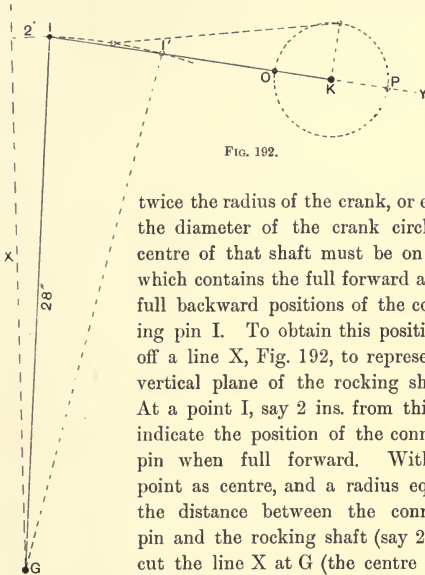 2"
I
I'
O
K
P
Y
X
28"
G
FIG. 192.
twice the radius of the crank, or e
the diameter of the crank circl
centre of that shaft must be on
which contains the full forward a
full backward positions of the co
ing pin I. To obtain this positi
off a line X, Fig. 192, to represe
vertical plane of the rocking sh
At a point I, say 2 ins. from thi
indicate the position of the conn
pin when full forward. With
point as centre, and a radius eq
the distance between the conn
pin and the rocking shaft (say 2
cut the line X at G (the centre